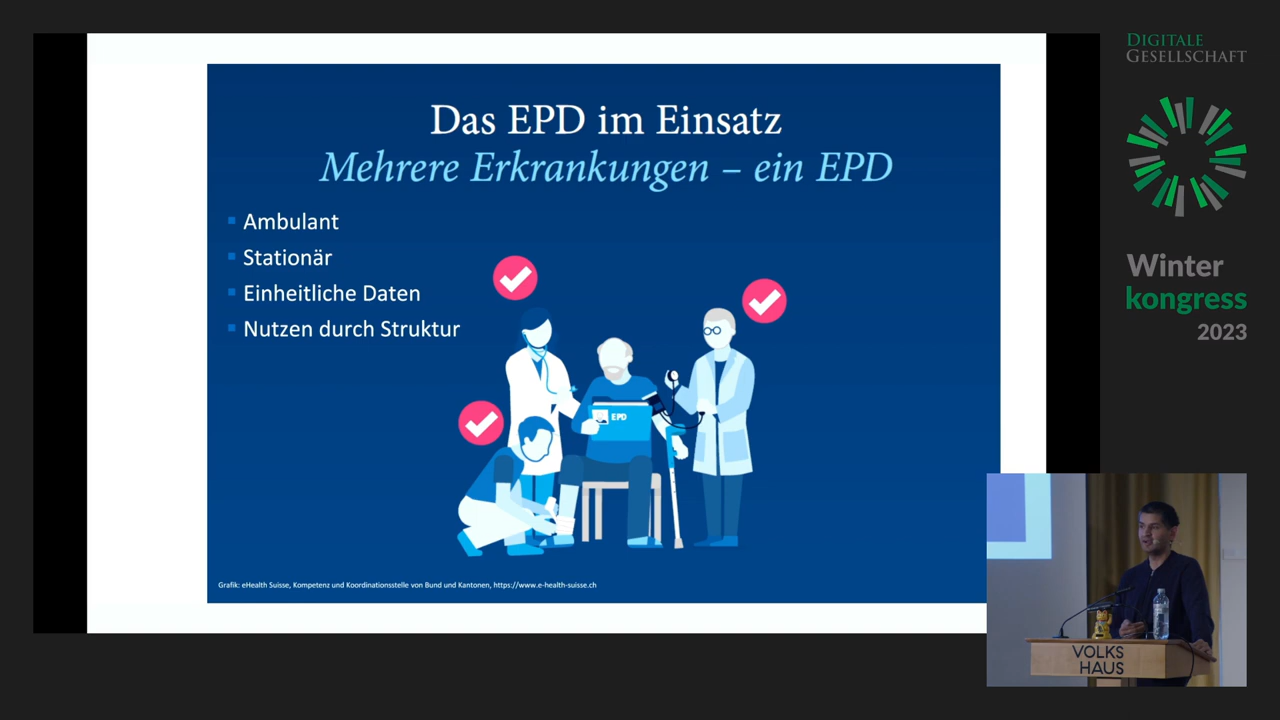 Das EPD im Einsatz
Mehrere Erkrankungen – ein EPD
Ambulant
Stationär
Einheitliche Daten
Nutzen durch Struktur
EPD
Grafik: eHealth Suisse, Kompetenz und Koordinationsstelle von Bund und Kantonen, https://www.e-health-suisse.ch
DIGITALE
GESELLSCHAFT
Winter
kongress
2023
VOLKS
HAUS